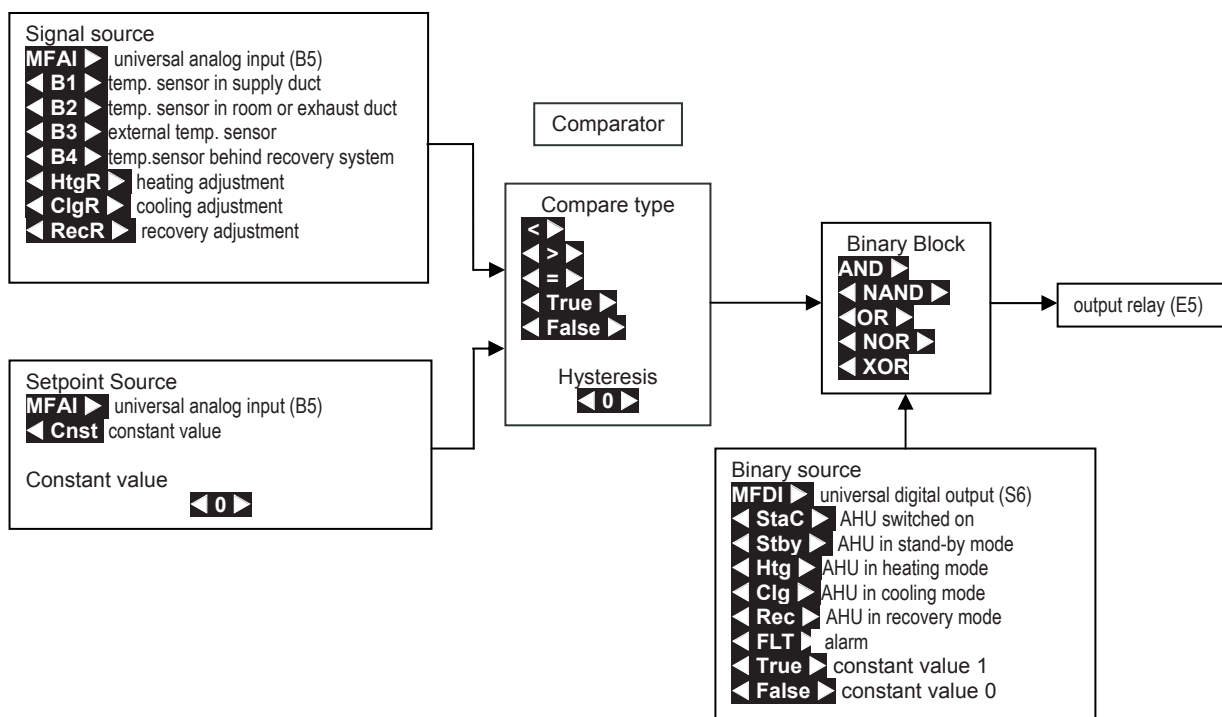 Signal source
MFAI ▶ universal analog input (B5)
◀ B1 ▶ temp. sensor in supply duct
◀ B2 ▶ temp. sensor in room or exhaust duct
◀ B3 ▶ external temp. sensor
◀ B4 ▶ temp.sensor behind recovery system
◀ HtgR ▶ heating adjustment
◀ ClgR ▶ cooling adjustment
◀ RecR ▶ recovery adjustment
Setpoint Source
MFAI ▶ universal analog input (B5)
◀ Cnst constant value
Constant value
◀ 0 ▶
Comparator
Compare type
< ▶
◀ > ▶
◀ = ▶
◀ True ▶
◀ False ▶
Hysteresis
◀ 0 ▶
Binary Block
AND ▶
◀ NAND ▶
◀ OR ▶
◀ NOR ▶
◀ XOR
output relay (E5)
Binary source
MFDI ▶ universal digital output (S6)
◀ StaC ▶ AHU switched on
◀ Stby ▶ AHU in stand-by mode
◀ Htg ▶ AHU in heating mode
◀ Clg ▶ AHU in cooling mode
◀ Rec ▶ AHU in recovery mode
◀ FLT ▶ alarm
◀ True ▶ constant value 1
◀ False ▶ constant value 0